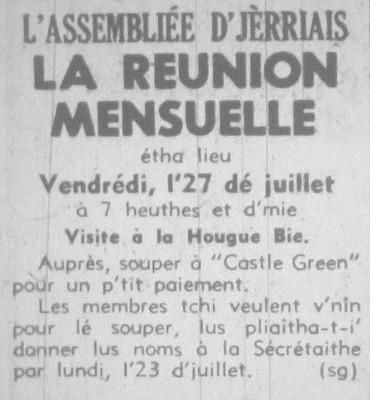 L'ASSEMBLIÉE D'JÈRRIAIS
LA REUNION
MENSUELLE
étha lieu
Vendrédi, l'27 dé juillet
à 7 heuthes et d'mie
Visite à la Hougue Bie.
Auprès, souper à "Castle Green"
pour un p'tit paiement.
Les membres tchi veulent v'nîn
pour lé souper, lus pliaîtha-t-i'
donner lus noms à la Sécrétaithe
par lundi, l'23 d'juillet. (sg)